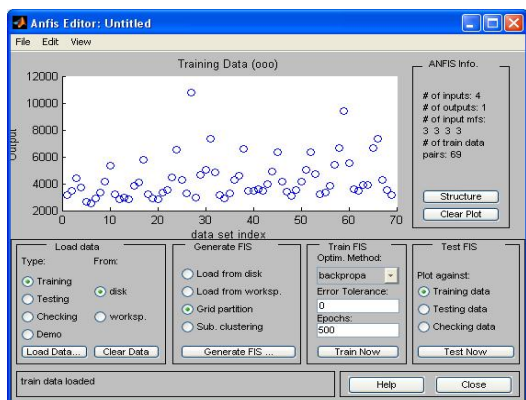 Anfis Editor: Untitled
File Edit View
Training Data (ooo)
12000
10000
8000
6000
4000
2000
Output
0 10 20 30 40 50 60 70
data set index
ANFIS Info.
# of inputs: 4
# of outputs: 1
# of input mfs:
3 3 3 3
# of train data
pairs: 69
Structure
Clear Plot
Load data
Type: From:
Training
Testing
Checking
Demo
disk
worksp.
Load Data... Clear Data
Generate FIS
Load from disk
Load from worksp.
Grid partition
Sub. clustering
Generate FIS ...
Train FIS
Optim. Method:
backpropa
Error Tolerance:
0
Epochs:
500
Train Now
Test FIS
Plot against:
Training data
Testing data
Checking data
Test Now
train data loaded
Help Close